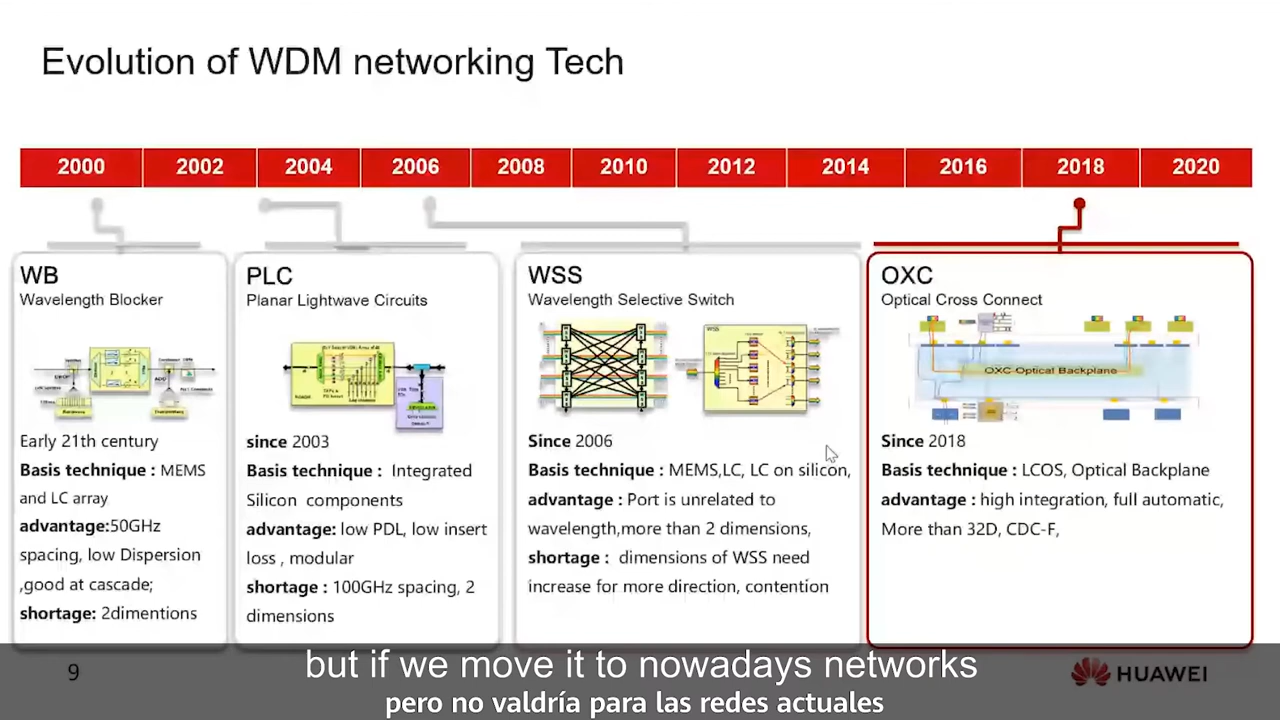 Evolution of WDM networking Tech
2000 2002 2004 2006 2008 2010 2012 2014 2016 2018 2020
WB
Wavelength Blocker
Early 21th century
Basis technique : MEMS
and LC array
advantage:50GHz
spacing, low Dispersion
,good at cascade;
shortage: 2dimentions
PLC
Planar Lightwave Circuits
since 2003
Basis technique : Integrated
Silicon components
advantage: low PDL, low insert
loss , modular
shortage : 100GHz spacing, 2
dimensions
WSS
Wavelength Selective Switch
WSS
Since 2006
Basis technique : MEMS,LC, LC on silicon,
advantage : Port is unrelated to
wavelength,more than 2 dimensions,
shortage : dimensions of WSS need
increase for more direction, contention
OXC
Optical Cross Connect
OXC Optical Backplane
Since 2018
Basis technique : LCOS, Optical Backplane
advantage : high integration, full automatic,
More than 32D, CDC-F,
but if we move it to nowadays networks
pero no valdría para las redes actuales
9
HUAWEI